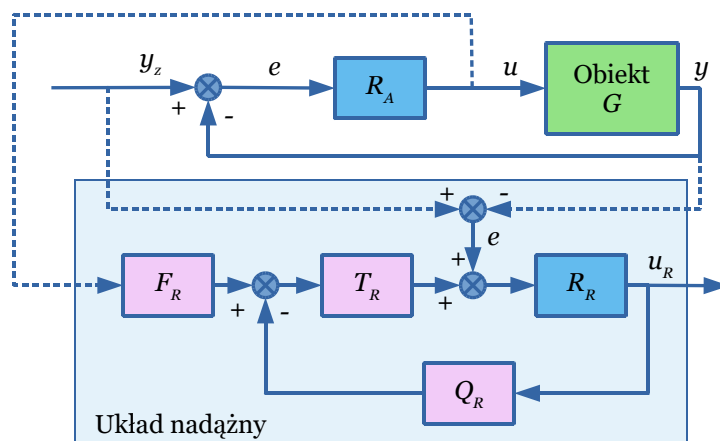 y_z
e
R_A
u
Obiekt
G
y
+
-
+
-
e
+
F_R
+
-
T_R
+
R_R
u_R
Q_R
Układ nadążny